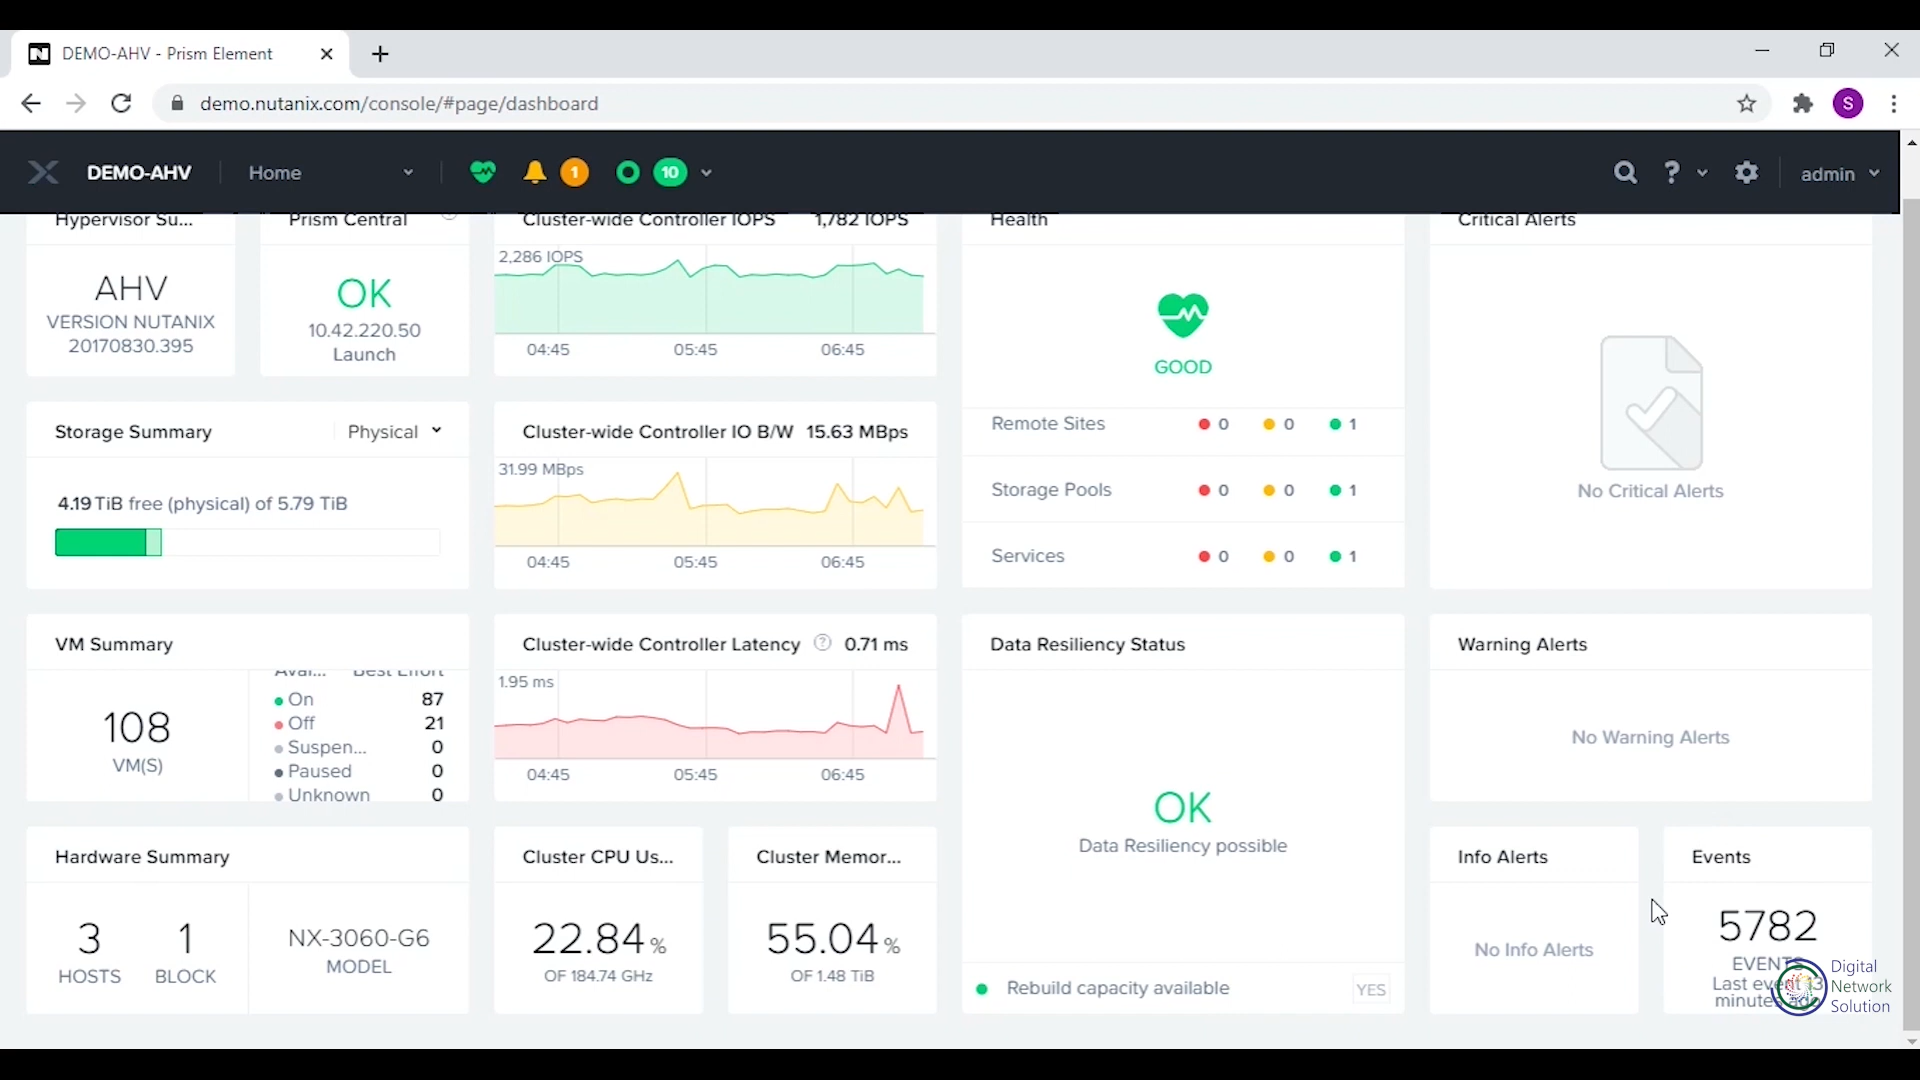 DEMO-AHV - Prism Element
demo.nutanix.com/console/#page/dashboard
S
DEMO-AHV
Home
1
10
?
admin
Hypervisor Su...
AHV
VERSION NUTANIX
20170830.395
Prism Central
OK
10.42.220.50
Launch
Cluster-wide Controller IOPS 1,782 IOPS
2,286 IOPS
04:45 05:45 06:45
Health
GOOD
Remote Sites 0 0 1
Storage Pools 0 0 1
Services 0 0 1
Critical Alerts
No Critical Alerts
Storage Summary Physical
4.19 TiB free (physical) of 5.79 TiB
Cluster-wide Controller IO B/W 15.63 MBps
31.99 MBps
04:45 05:45 06:45
VM Summary
108
VM(S)
Avai... Best Effort
On 87
Off 21
Suspen... 0
Paused 0
Unknown 0
Cluster-wide Controller Latency ? 0.71 ms
1.95 ms
04:45 05:45 06:45
Data Resiliency Status
OK
Data Resiliency possible
Rebuild capacity available YES
Warning Alerts
No Warning Alerts
Hardware Summary
3
HOSTS
1
BLOCK
NX-3060-G6
MODEL
Cluster CPU Us...
22.84 %
OF 184.74 GHz
Cluster Memor...
55.04 %
OF 1.48 TiB
Info Alerts
No Info Alerts
Events
5782
EVENTS
Last event 13
minutes ago
Digital
Network
Solution